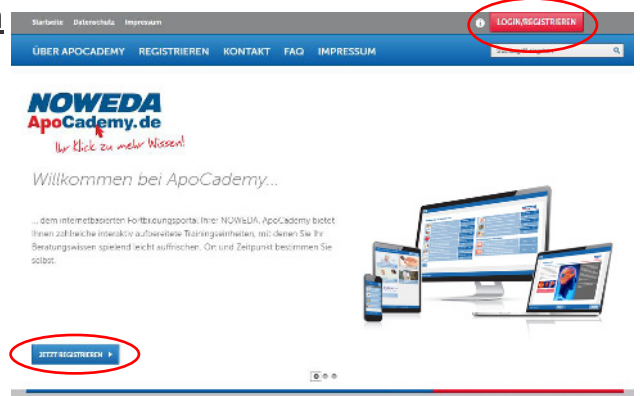 Startseite Datenschutz Impressum
LOGIN/REGISTRIEREN
ÜBER APOCADEMY REGISTRIEREN KONTAKT FAQ IMPRESSUM
NOWEDA
ApoCademy.de
Ihr Klick zu mehr Wissen!
Willkommen bei ApoCademy...
... dem internetbasierten Fortbildungsportal Ihrer NOWEDA. ApoCademy bietet
Ihnen zahlreiche interaktiv aufbereitete Trainingseinheiten, mit denen Sie Ihr
Beratungswissen spielend leicht auffrischen. Ort und Zeitpunkt bestimmen Sie
selbst.
JETZT REGISTRIEREN